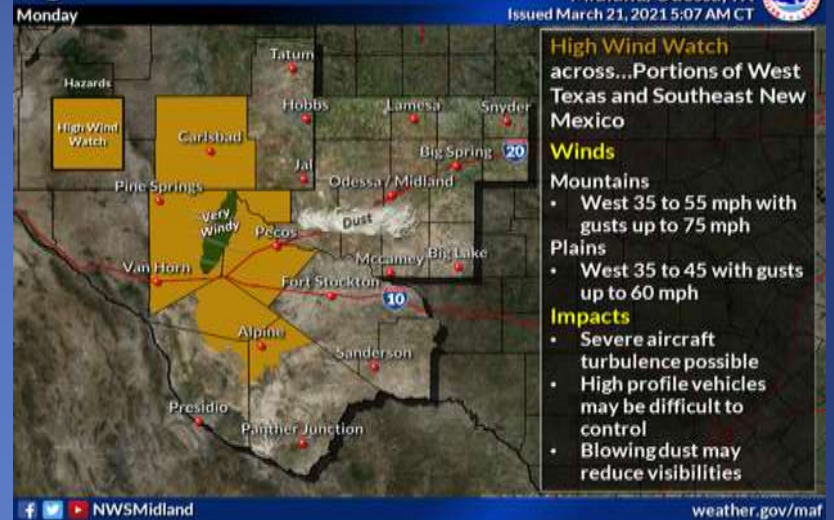 Monday
Midland/Odessa, TX
Issued March 21, 2021 5:07 AM CT
Hazards
High Wind
Watch
Tatum
Hobbs
Lamesa
Snyder
Carlsbad
Big Spring
20
Jal
Pine Springs
Odessa / Midland
Very
Windy
Dust
Pecos
Van Horn
Mccamey
Big Lake
Fort Stockton
10
Alpine
Sanderson
Presidio
Panther Junction
High Wind Watch
across...Portions of West
Texas and Southeast New
Mexico
Winds
Mountains
• West 35 to 55 mph with
gusts up to 75 mph
Plains
• West 35 to 45 with gusts
up to 60 mph
Impacts
• Severe aircraft
turbulence possible
• High profile vehicles
may be difficult to
control
• Blowing dust may
reduce visibilities
NWSMidland
weather.gov/maf